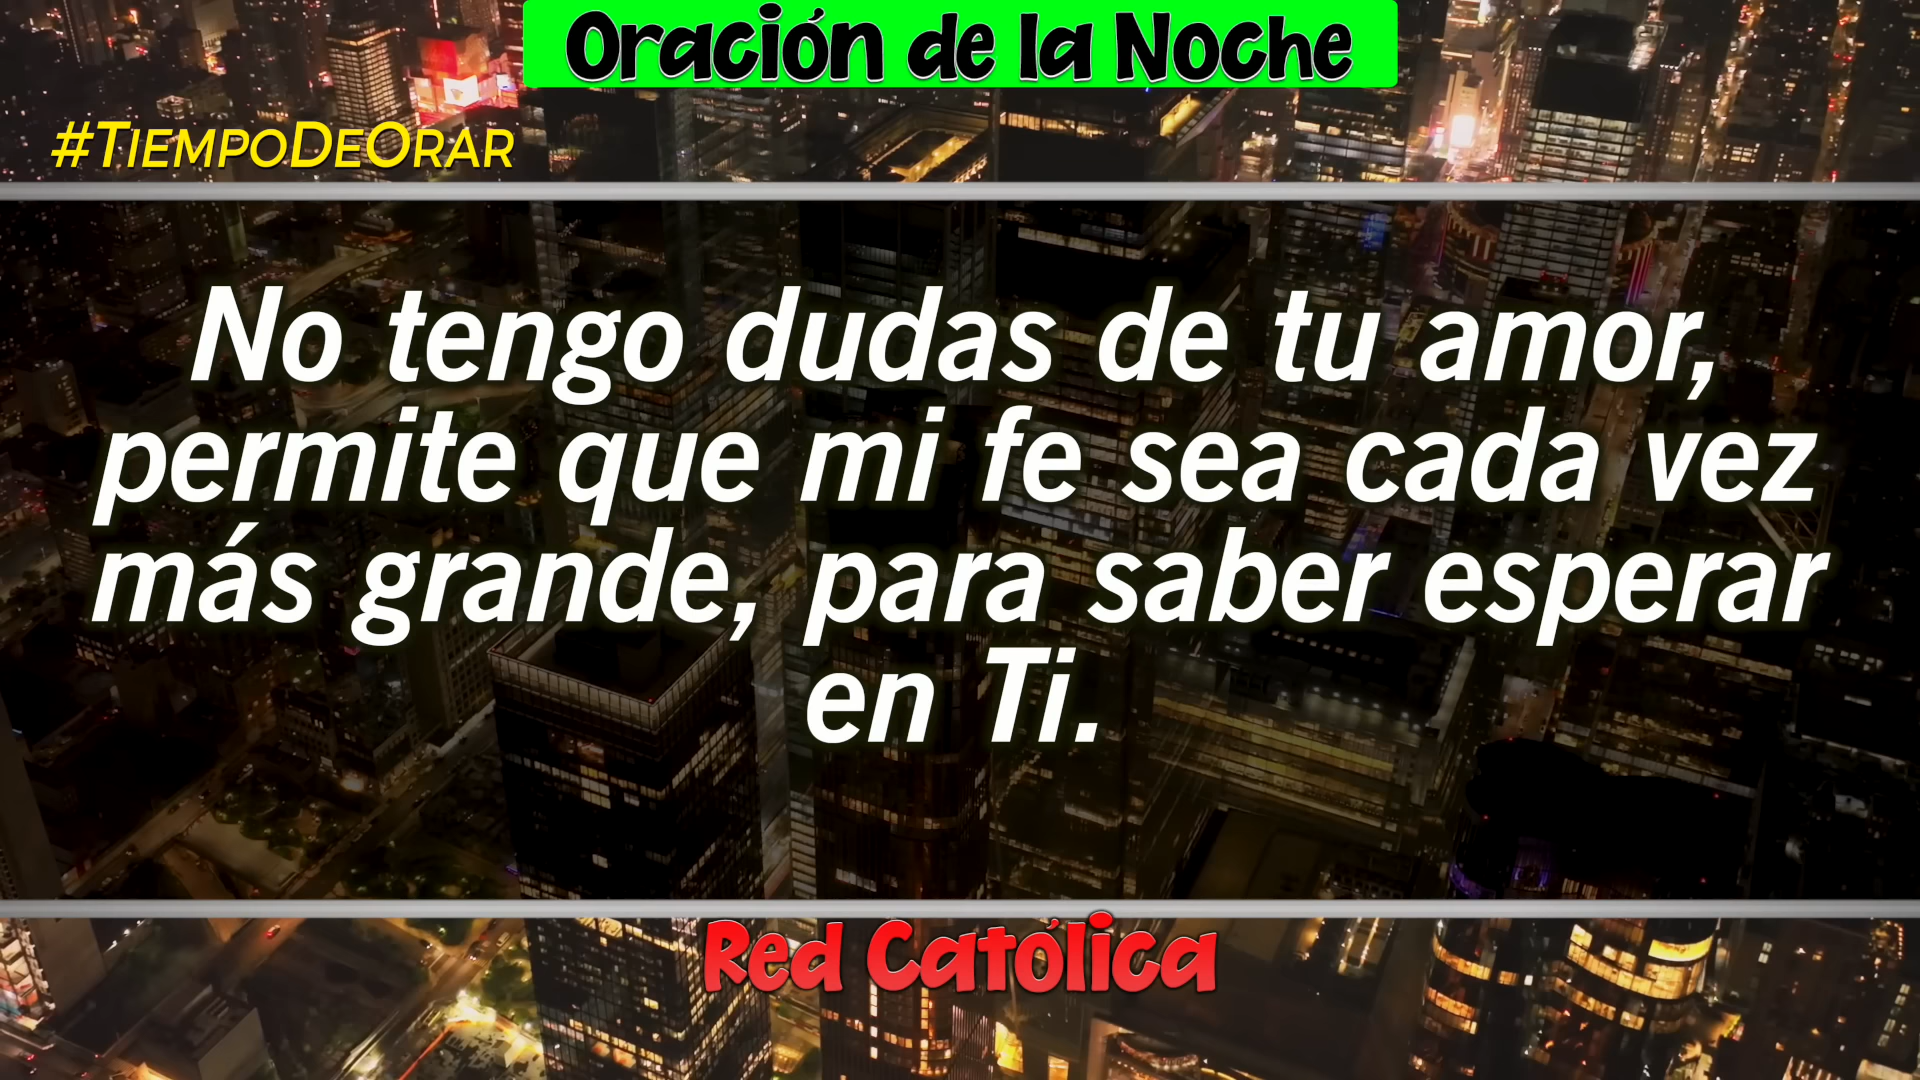 Oración de la Noche
#TiempoDeOrar
No tengo dudas de tu amor,
permite que mi fe sea cada vez
más grande, para saber esperar
en Ti.
Red Católica